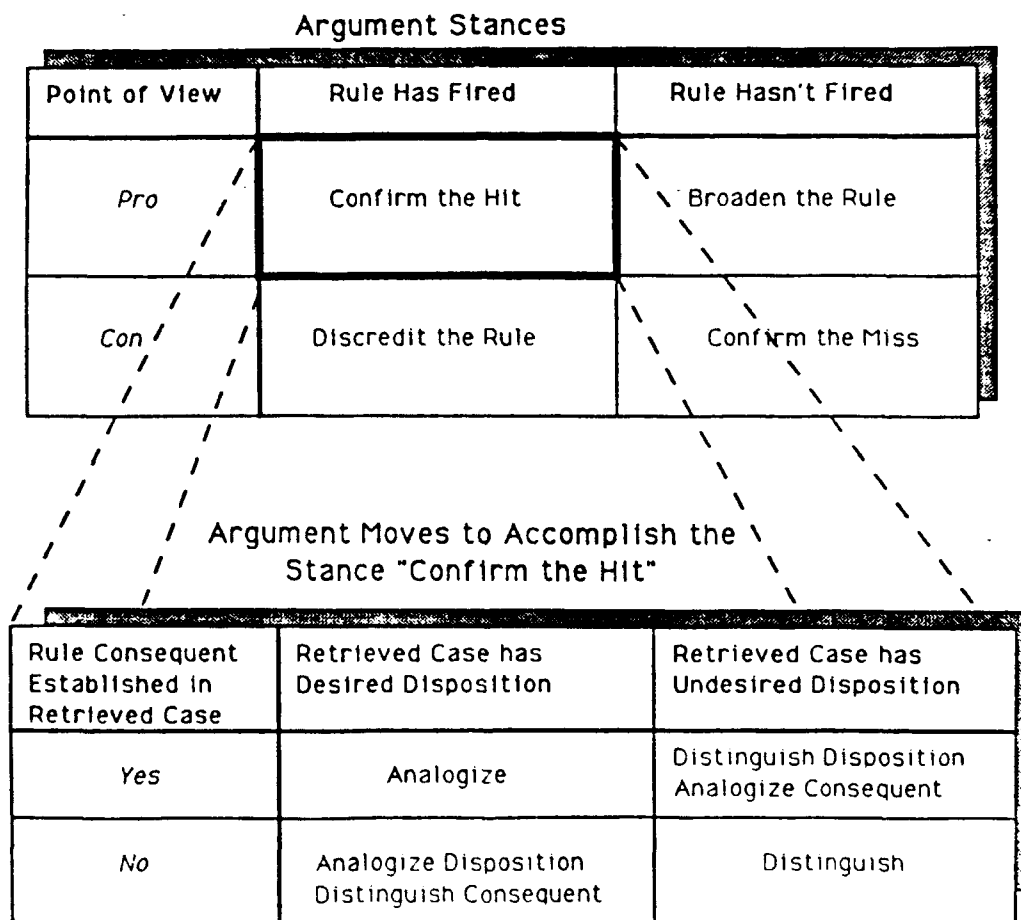 Argument Stances
Point of View
Rule Has Fired
Rule Hasn't Fired
Pro
Confirm the Hit
Broaden the Rule
Con
Discredit the Rule
Confirm the Miss
Argument Moves to Accomplish the
Stance "Confirm the Hit"
Rule Consequent
Established in
Retrieved Case
Retrieved Case has
Desired Disposition
Retrieved Case has
Undesired Disposition
Yes
Analogize
Distinguish Disposition
Analogize Consequent
No
Analogize Disposition
Distinguish Consequent
Distinguish